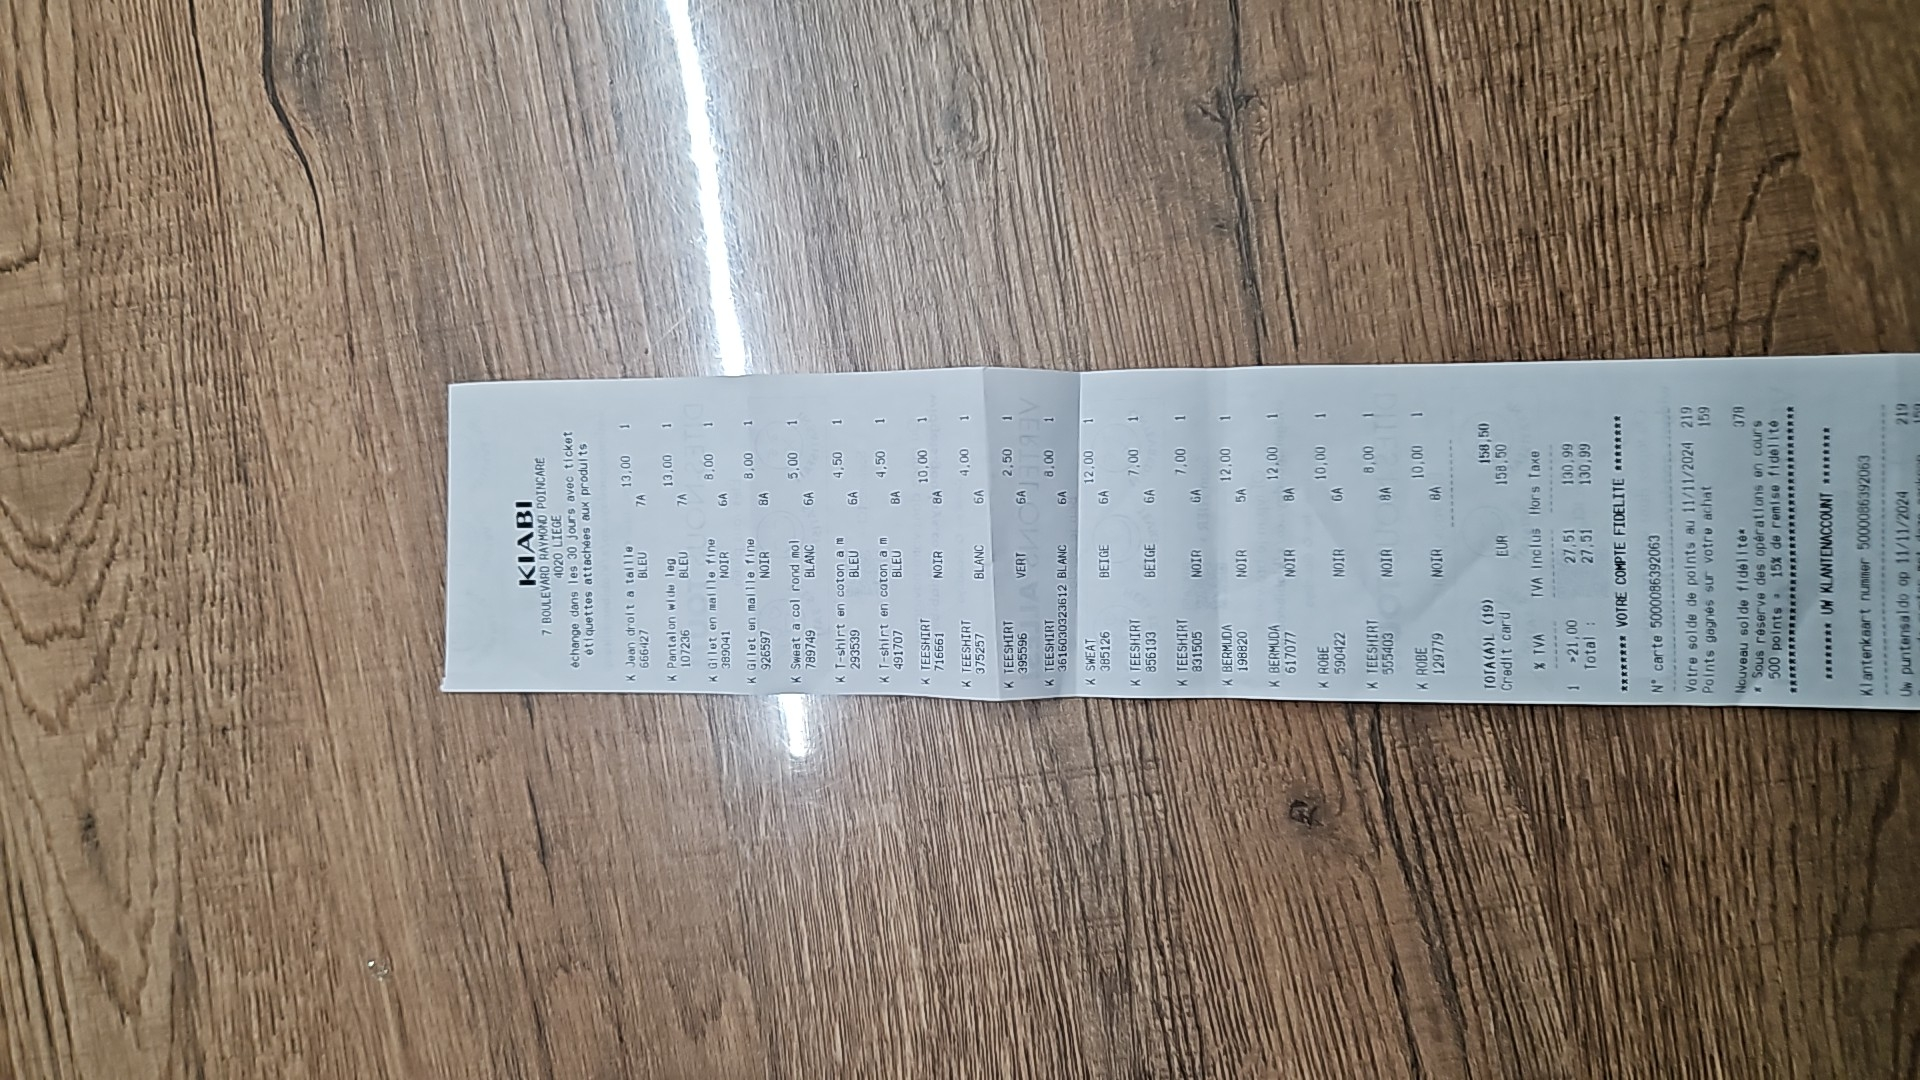 KIABI
7 BOULEVARD RAYMOND POINCARE
4020 LIEGE
échange dans les 30 jours avec ticket
étiquettes attachées aux produits
K Jean droit a taille 13,00 1
666427 BLEU 7A
K Pantalon wide leg 13,00 1
107236 BLEU 7A
K Gilet en maille fine 8,00 1
389041 NOIR 6A
K Gilet en maille fine 8,00 1
926597 NOIR 8A
K Sweat a col rond mol 5,00 1
789749 BLANC 6A
K T-shirt en coton a m 4,50 1
293539 BLEU 6A
K T-shirt en coton a m 4,50 1
491707 BLEU 8A
K TEESHIRT 10,00 1
716661 NOIR 8A
K TEESHIRT 4,00 1
375257 BLANC 6A
K TEESHIRT 2,50 1
395596 VERT 6A
K TEESHIRT 8,00 1
3616030323612 BLANC 6A
K SWEAT 12,00 1
385126 BEIGE 6A
K TEESHIRT 7,00 1
856133 BEIGE 6A
K TEESHIRT 7,00 1
831505 NOIR 6A
K BERMUDA 12,00 1
198820 NOIR 5A
K BERMUDA 12,00 1
617077 NOIR 8A
K ROBE 10,00 1
590422 NOIR 6A
K TEESHIRT 8,00 1
555403 NOIR 8A
K ROBE 10,00 1
129779 NOIR 8A
TOTA(A)L (19) 158,50
Credit card EUR 158,50
% TVA TVA Inclus Hors Taxe
1 >21,00 27,51 130,99
Total : 27,51 130,99
******* VOTRE COMPTE FIDELITE *******
N° carte 5000086392063
Votre solde de points au 11/11/2024 219
Points gagnés sur votre achat 159
Nouveau solde fidélité* 378
* Sous réserve des opérations en cours
500 points = 15% de remise fidélité
****************************************
******* UW KLANTENACCOUNT *******
Klantenkaart nummer 5000086392063
Uw puntensaldo op 11/11/2024 219